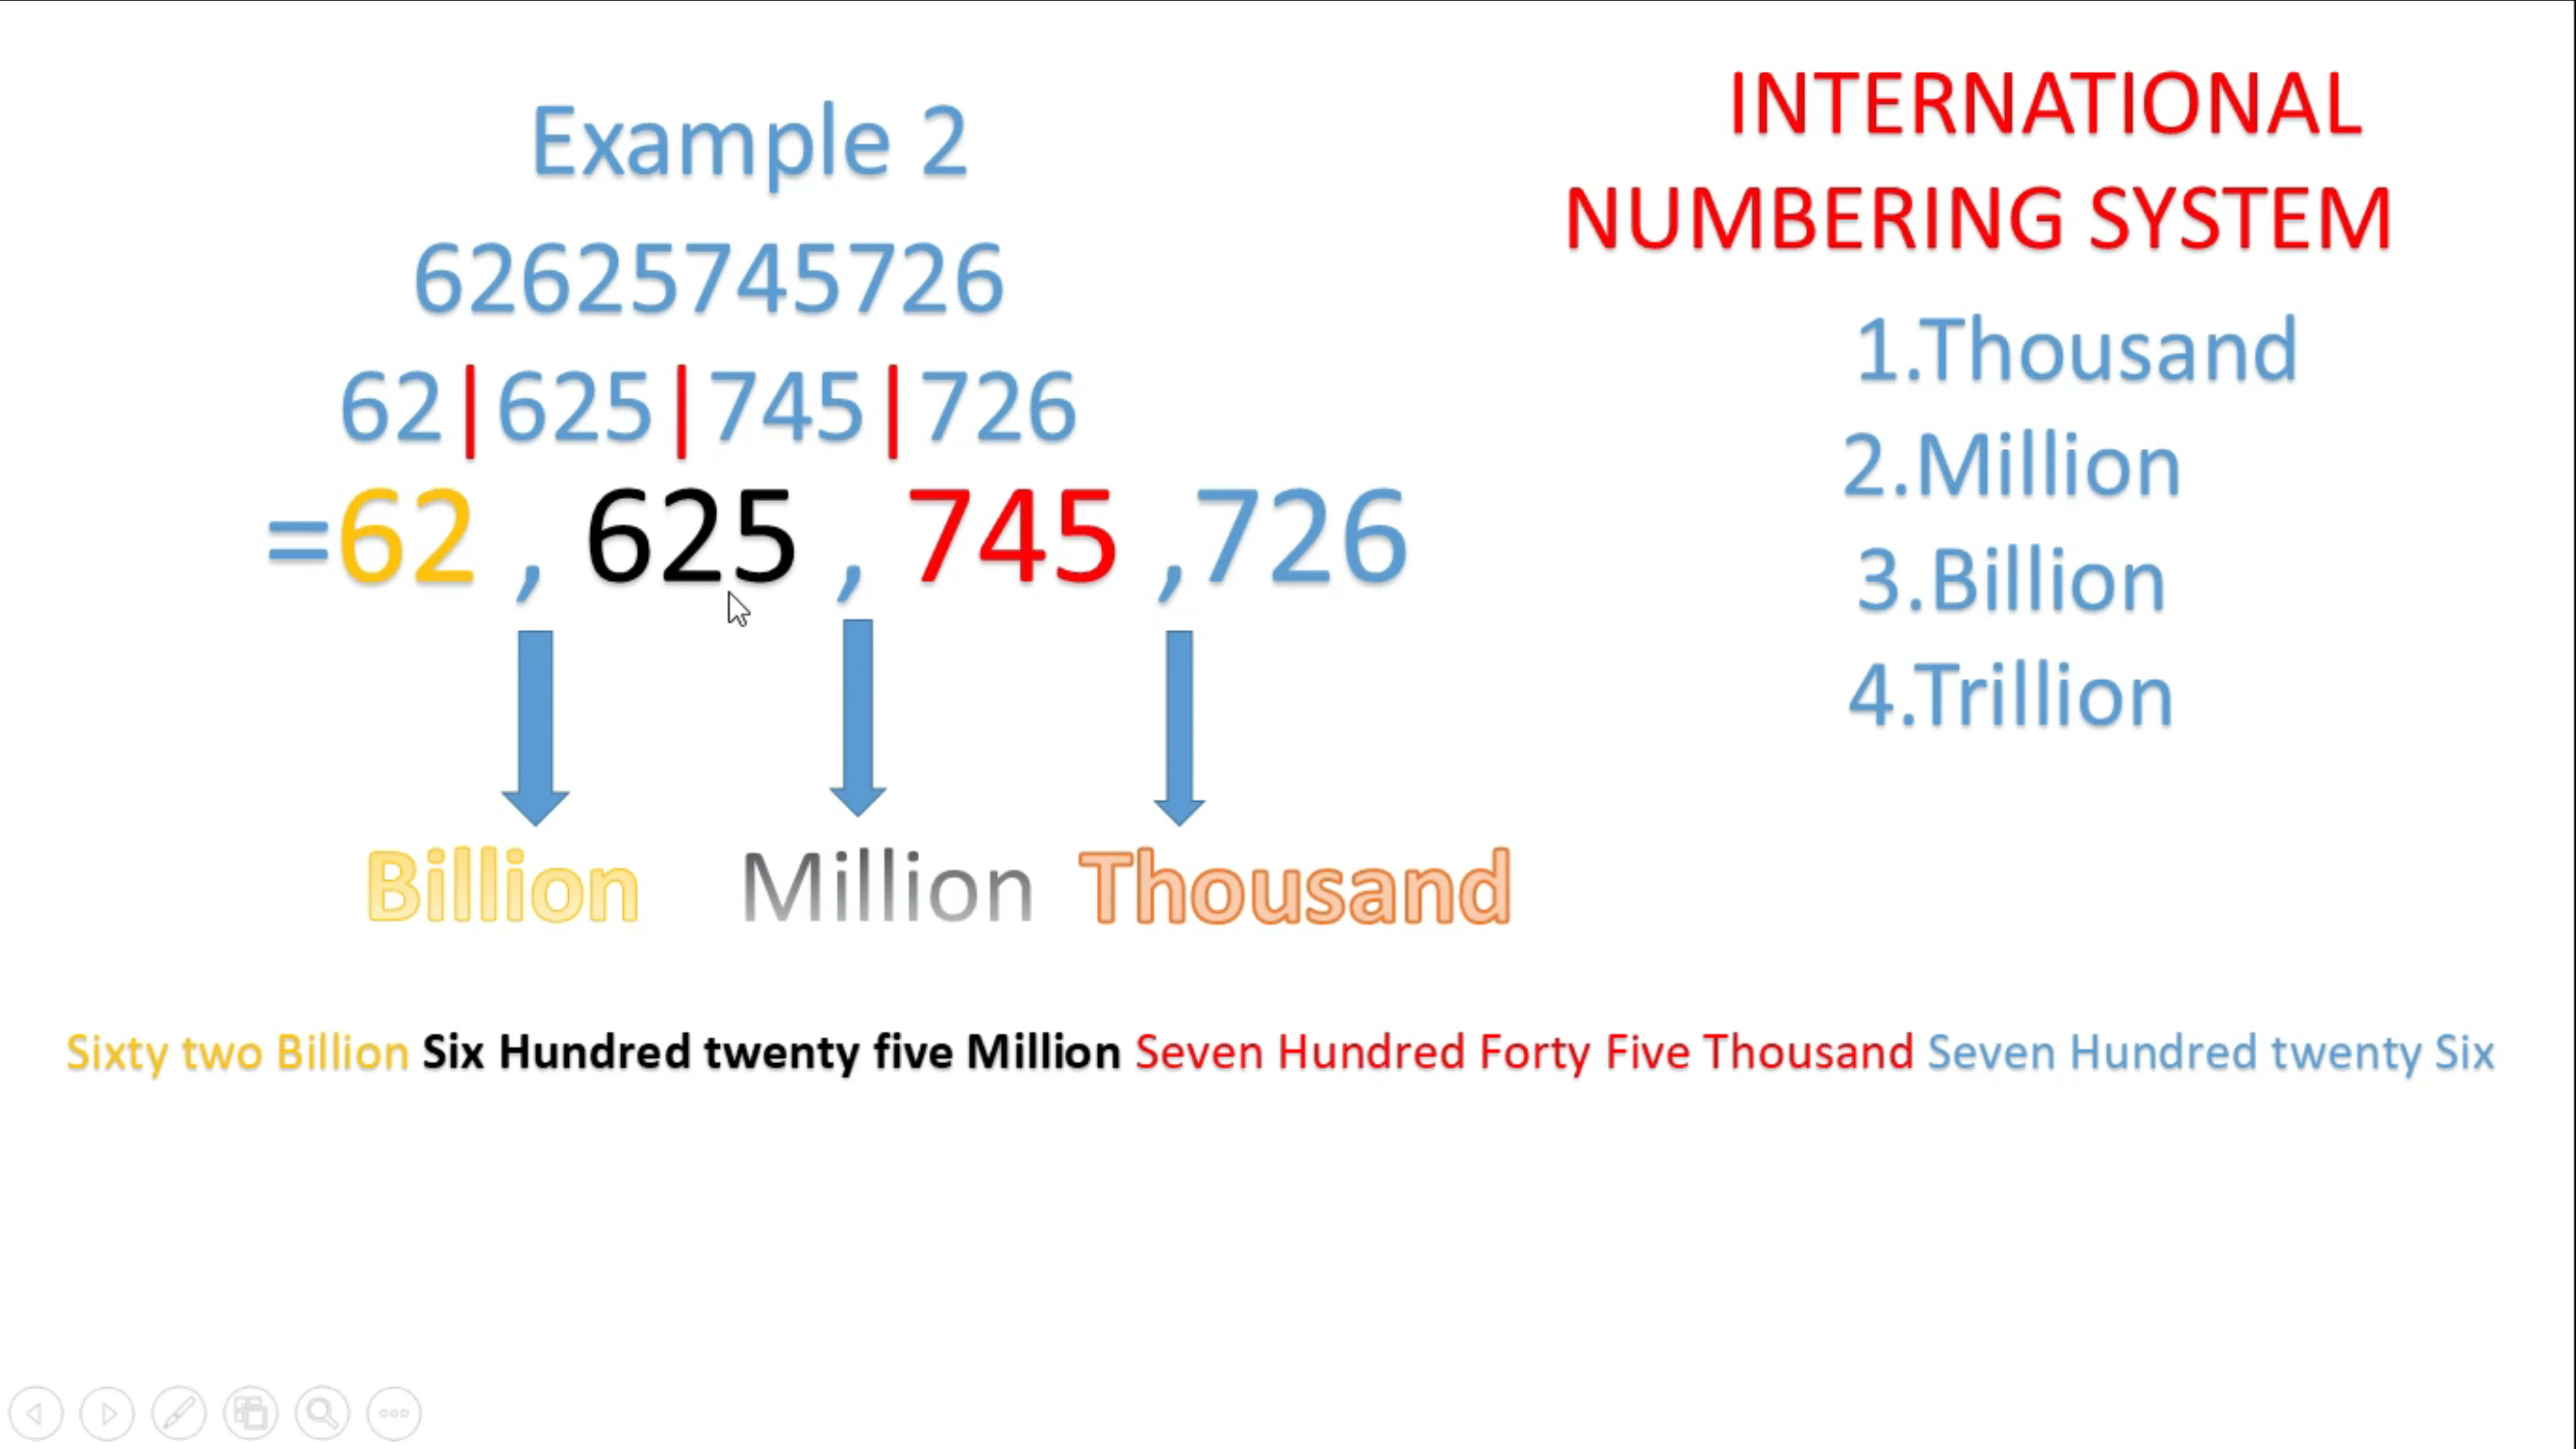 Example 2
62625745726
62|625|745|726
=62 , 625 , 745 ,726
Billion Million Thousand
Sixty two Billion Six Hundred twenty five Million Seven Hundred Forty Five Thousand Seven Hundred twenty Six
INTERNATIONAL
NUMBERING SYSTEM
1.Thousand
2.Million
3.Billion
4.Trillion